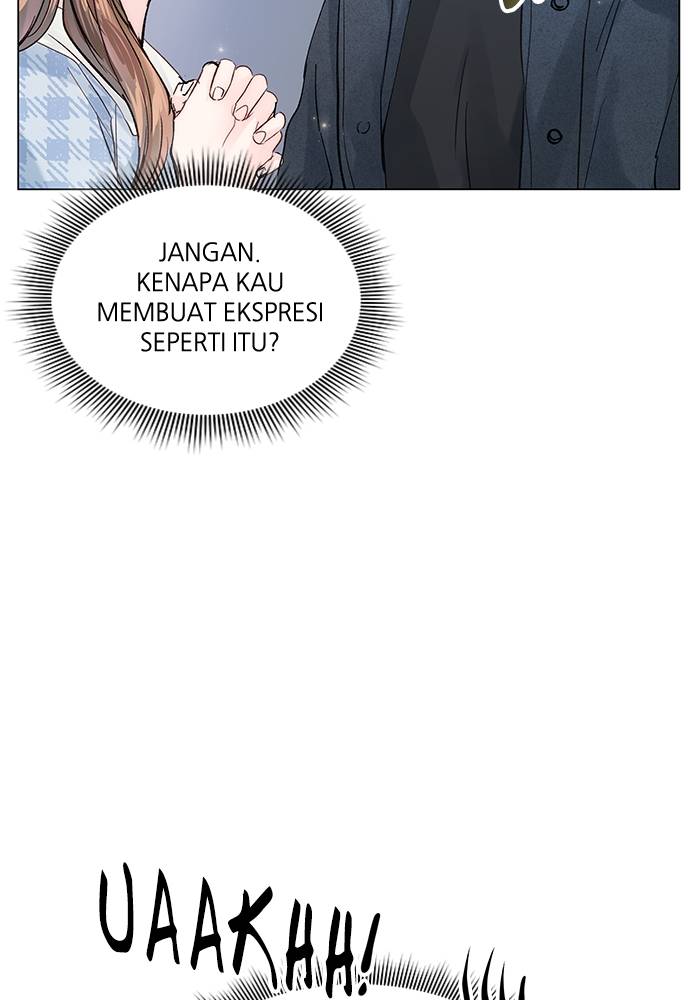 JANGAN.
KENAPA KAU
MEMBUAT EKSPRESI
SEPERTI ITU?
UAAKHH!